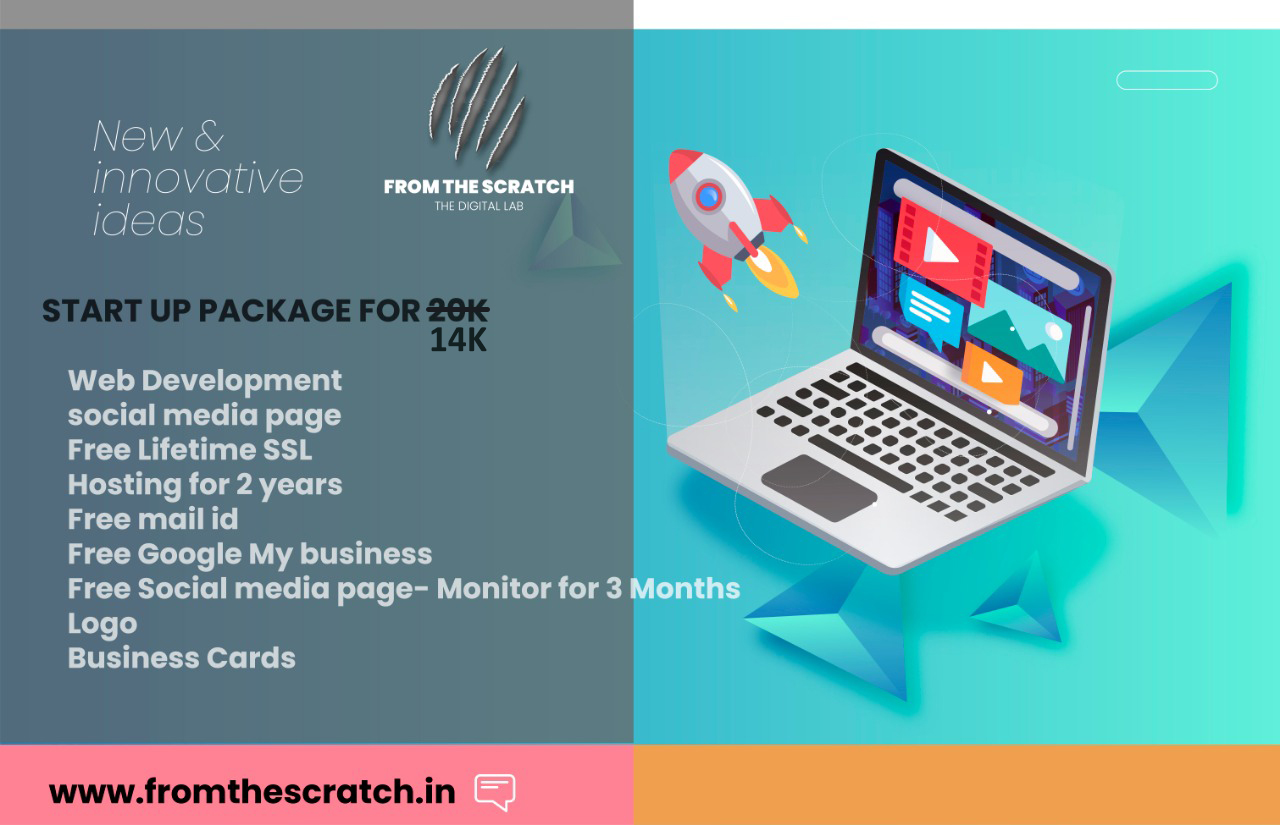 New &
innovative
ideas
FROM THE SCRATCH
THE DIGITAL LAB
START UP PACKAGE FOR 20K
14K
Web Development
social media page
Free Lifetime SSL
Hosting for 2 years
Free mail id
Free Google My business
Free Social media page- Monitor for 3 Months
Logo
Business Cards
www.fromthescratch.in